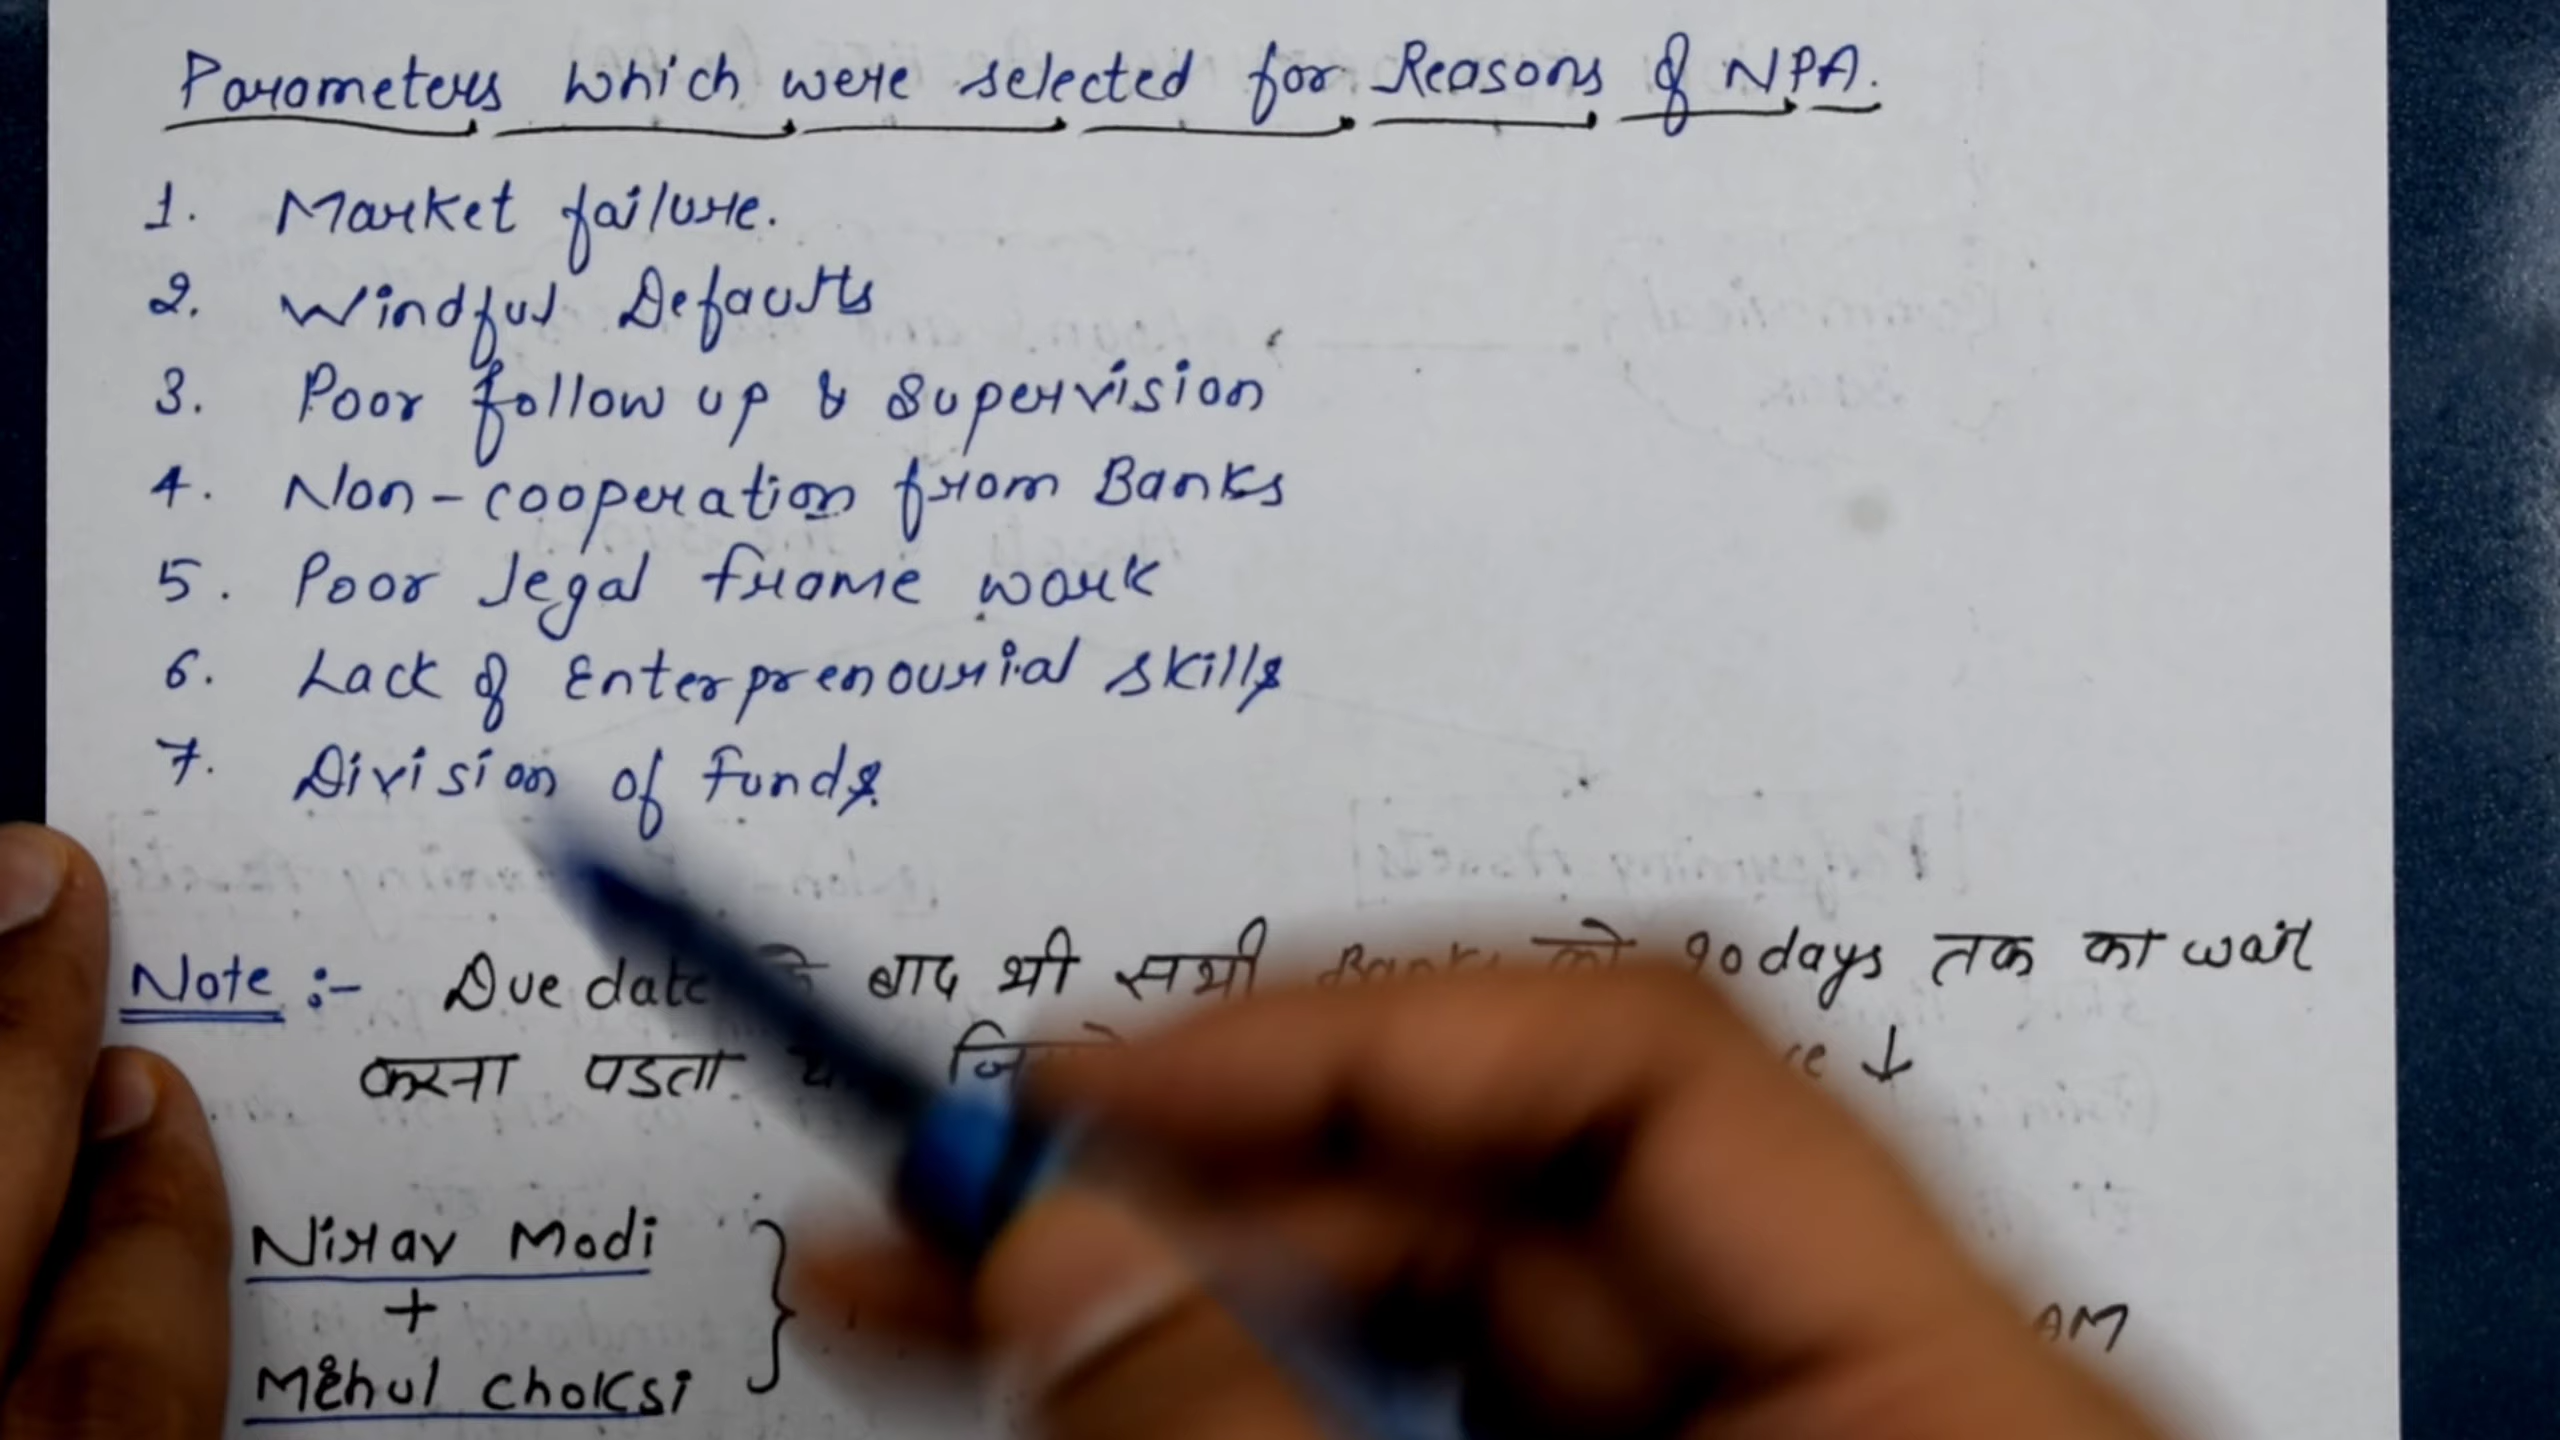 Parameters which were selected for Reasons of NPA.
1. Market failure.
2. Windful Defaults
3. Poor follow up & Supervision
4. Non-cooperation from Banks
5. Poor legal frame work
6. Lack of Enterprenourial skills
7. Division of Funds.
Note :- Due date के बाद भी सभी Banks को 90 days तक का wait
करना पडता ↓
Nirav Modi
+
Mehul Choksi